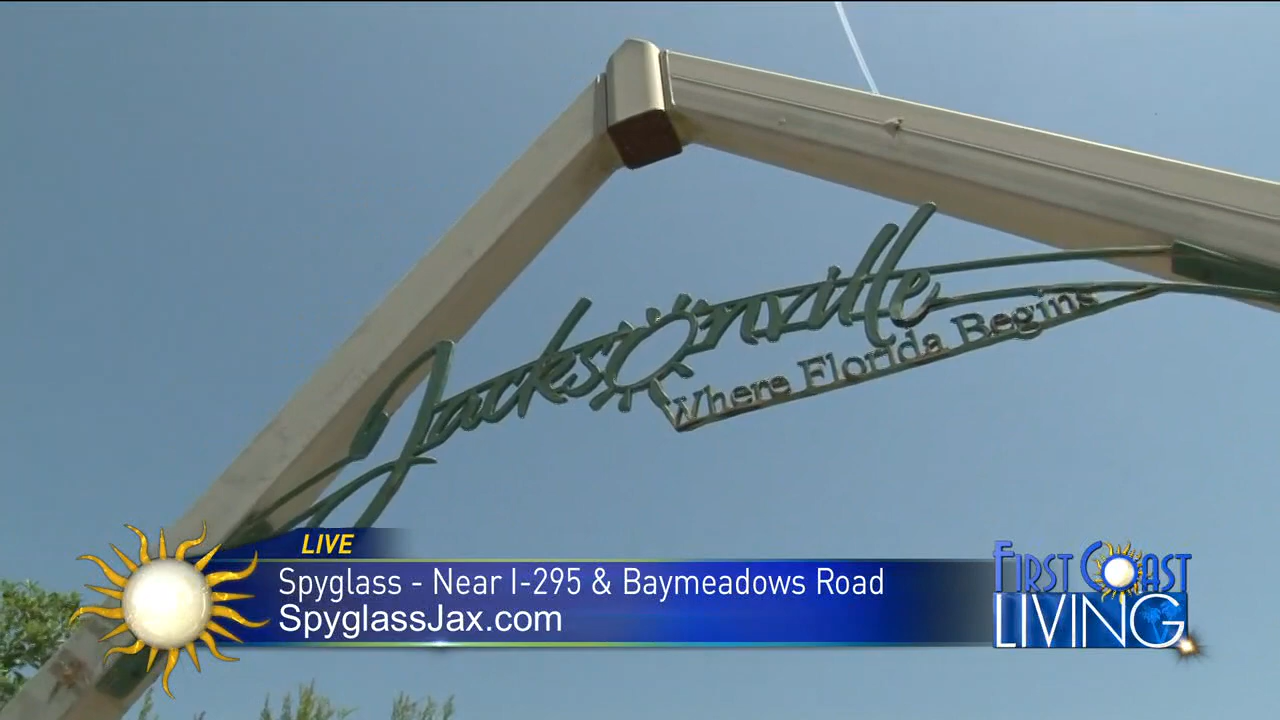 Jacksonville
Where Florida Begins
LIVE
Spyglass - Near I-295 & Baymeadows Road
SpyglassJax.com
FIRST COAST
LIVING